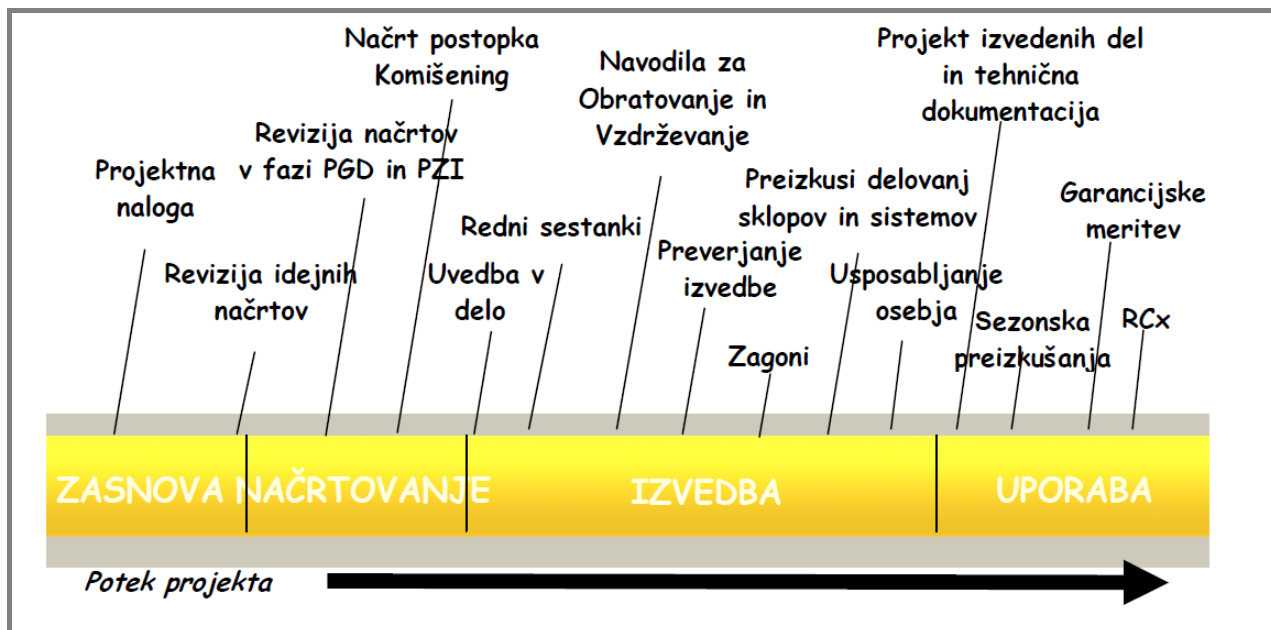 Načrt postopka
Komišening
Projekt izvedenih del
in tehnična
dokumentacija
Navodila za
Obratovanje in
Vzdrževanje
Revizija načrtov
v fazi PGD in PZI
Projektna
naloga
Preizkusi delovanj
sklopov in sistemov
Garancijske
meritev
Redni sestanki
Preverjanje
izvedbe
Revizija idejnih
načrtov
Uvedba v
delo
Usposabljanje
osebja
Sezonska
preizkušanja
RCx
Zagoni
ZASNOVA NAČRTOVANJE IZVEDBA UPORABA
Potek projekta